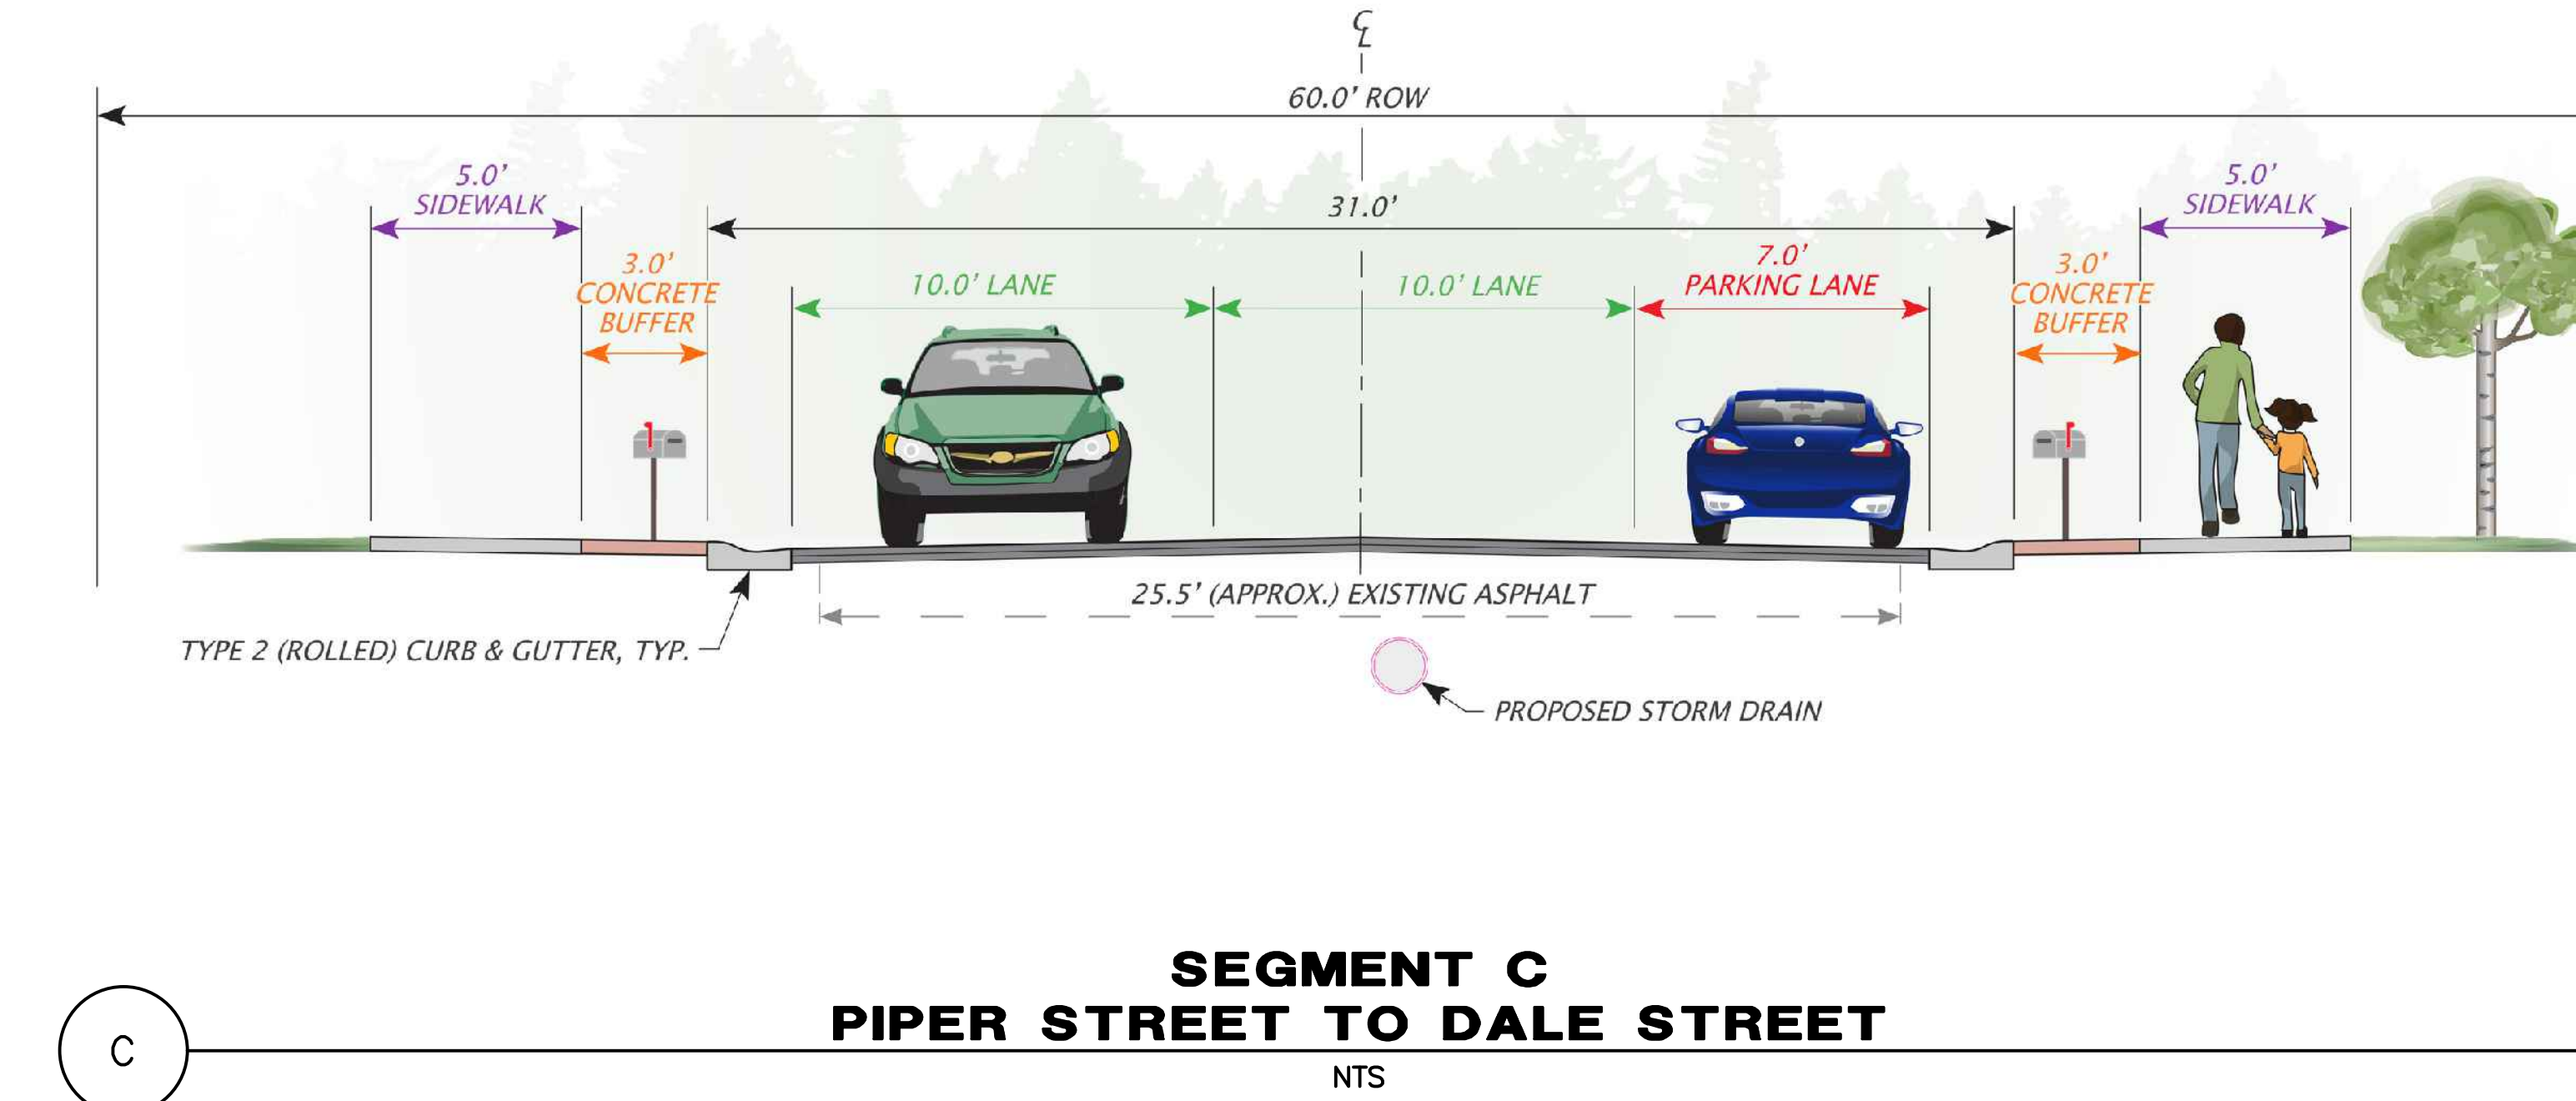 ℄
60.0' ROW
5.0'
SIDEWALK
31.0'
5.0'
SIDEWALK
3.0'
CONCRETE
BUFFER
10.0' LANE
10.0' LANE
7.0'
PARKING LANE
3.0'
CONCRETE
BUFFER
25.5' (APPROX.) EXISTING ASPHALT
TYPE 2 (ROLLED) CURB & GUTTER, TYP.
PROPOSED STORM DRAIN
SEGMENT C
PIPER STREET TO DALE STREET
C
NTS